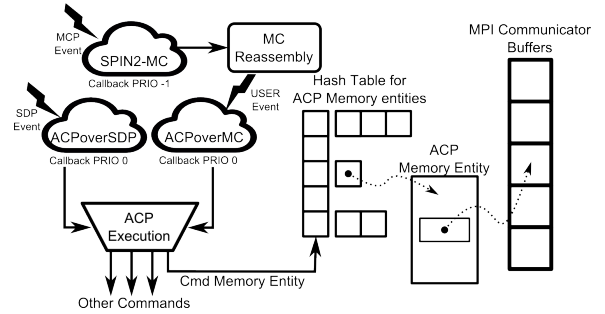 MCP
Event
SPIN2-MC
Callback PRIO -1
MC
Reassembly
MPI Communicator
Buffers
Hash Table for
ACP Memory entities
SDP
Event
USER
Event
ACPoverSDP
Callback PRIO 0
ACPoverMC
Callback PRIO 0
ACP
Memory Entity
ACP
Execution
Cmd Memory Entity
Other Commands